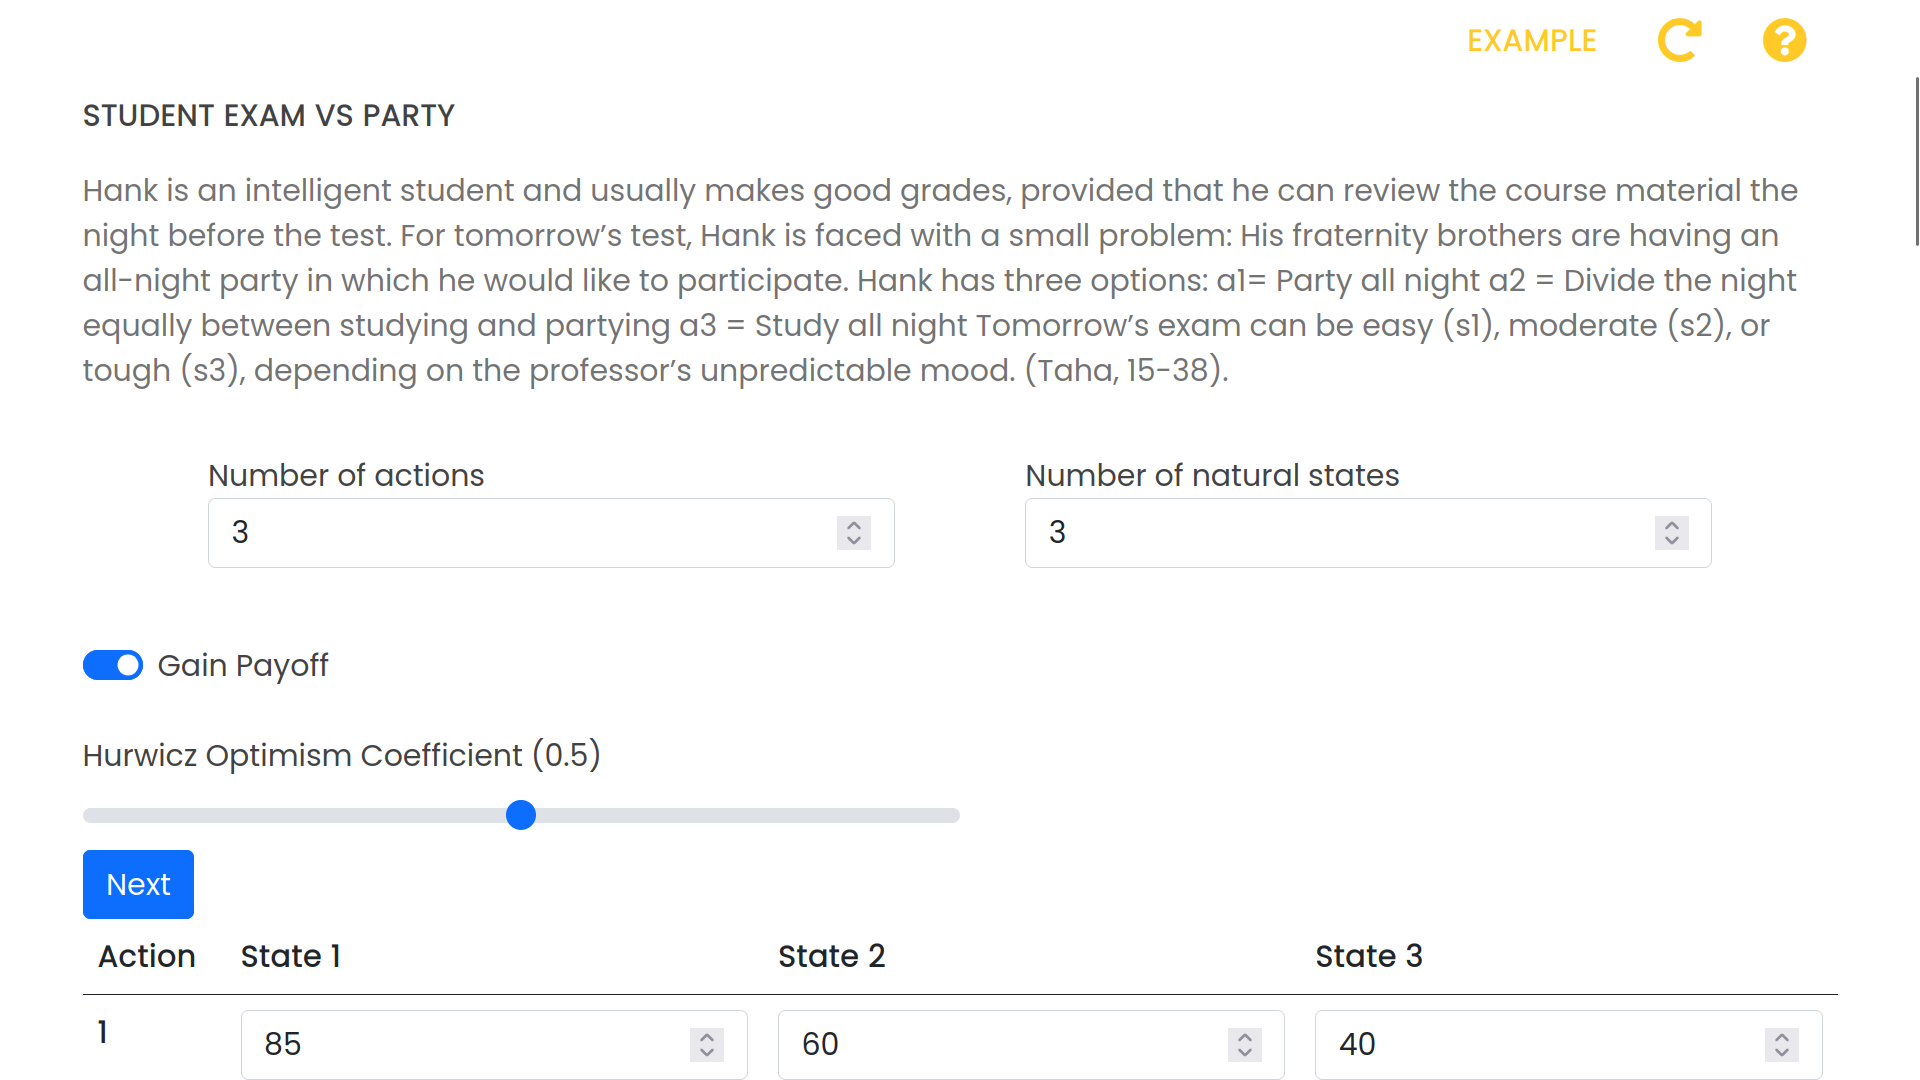 EXAMPLE
STUDENT EXAM VS PARTY
Hank is an intelligent student and usually makes good grades, provided that he can review the course material the
night before the test. For tomorrow’s test, Hank is faced with a small problem: His fraternity brothers are having an
all-night party in which he would like to participate. Hank has three options: a1= Party all night a2 = Divide the night
equally between studying and partying a3 = Study all night Tomorrow’s exam can be easy (s1), moderate (s2), or
tough (s3), depending on the professor’s unpredictable mood. (Taha, 15-38).
Number of actions
3
Number of natural states
3
Gain Payoff
Hurwicz Optimism Coefficient (0.5)
Next
Action State 1 State 2 State 3
1 85 60 40